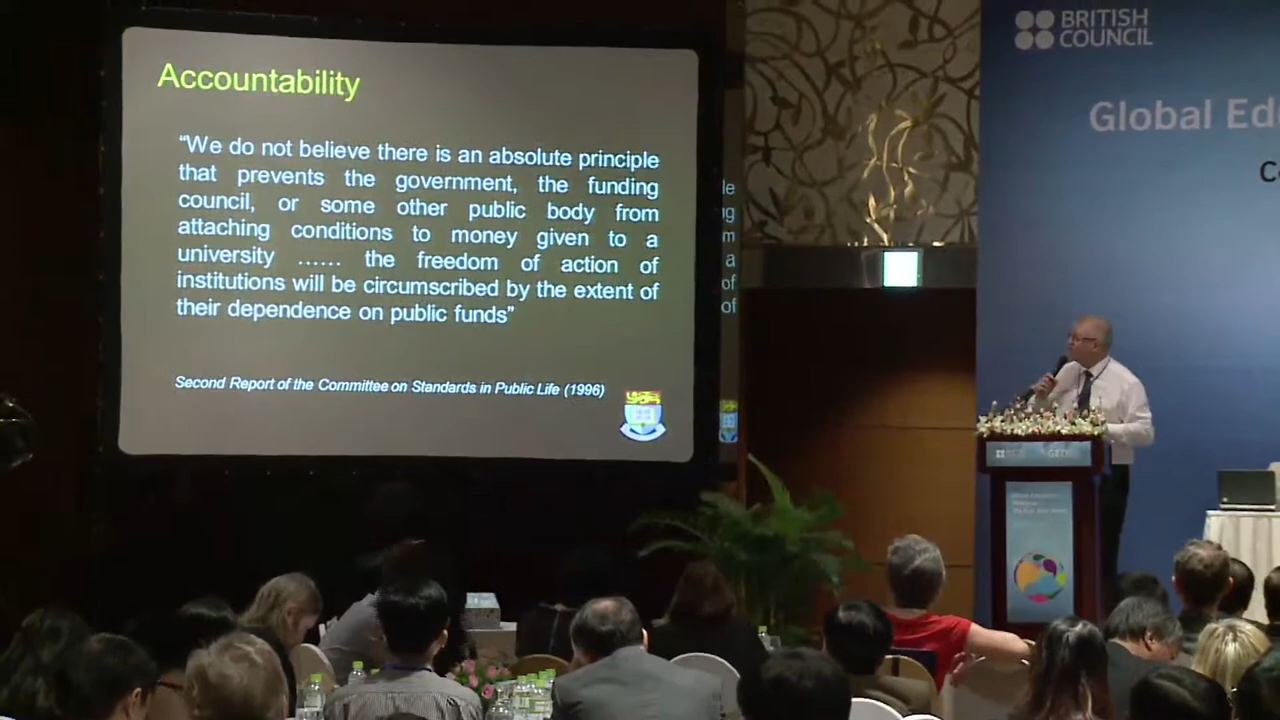 Accountability
“We do not believe there is an absolute principle
that prevents the government, the funding
council, or some other public body from
attaching conditions to money given to a
university ...... the freedom of action of
institutions will be circumscribed by the extent of
their dependence on public funds”
Second Report of the Committee on Standards in Public Life (1996)
le
m
a
of
of
BRITISH
COUNCIL
Global Ed